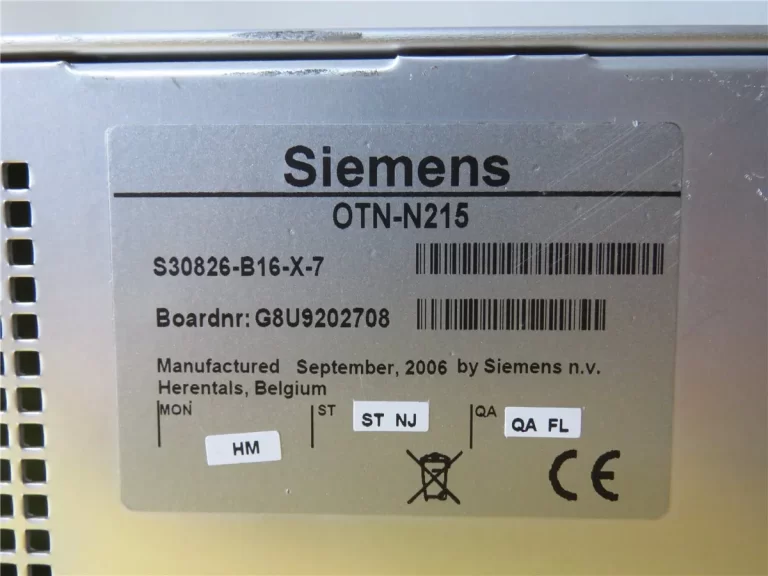 Siemens
OTN-N215
S30826-B16-X-7
Boardnr: G8U9202708
Manufactured September, 2006 by Siemens n.v.
Herentals, Belgium
MON ST QA
HM ST NJ QA FL
CE